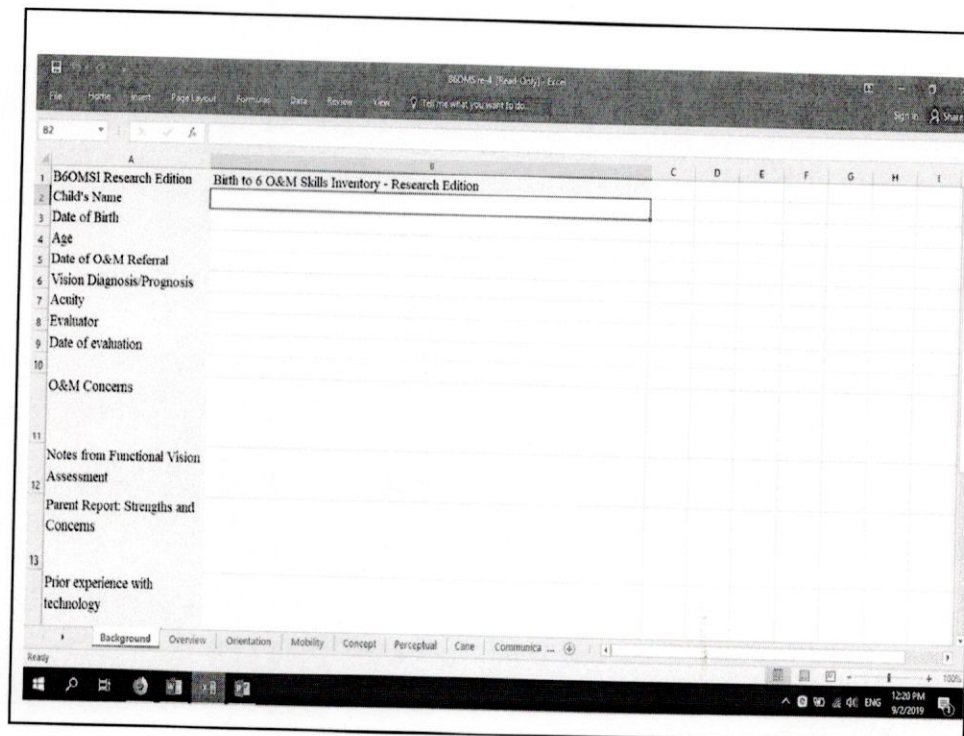 B6OMS re-4 [Read-Only] - Excel
File Home Insert Page Layout Formulas Data Review View Tell me what you want to do...
Sign in Share
B2 fx
A B C D E F G H I
1 B6OMSI Research Edition Birth to 6 O&M Skills Inventory - Research Edition
2 Child's Name
3 Date of Birth
4 Age
5 Date of O&M Referral
6 Vision Diagnosis/Prognosis
7 Acuity
8 Evaluator
9 Date of evaluation
10
O&M Concerns
11
Notes from Functional Vision
12 Assessment
Parent Report: Strengths and
Concerns
13
Prior experience with
technology
Background Overview Orientation Mobility Concept Perceptual Cane Communica ...
Ready
100%
ENG 12:20 PM
9/2/2019